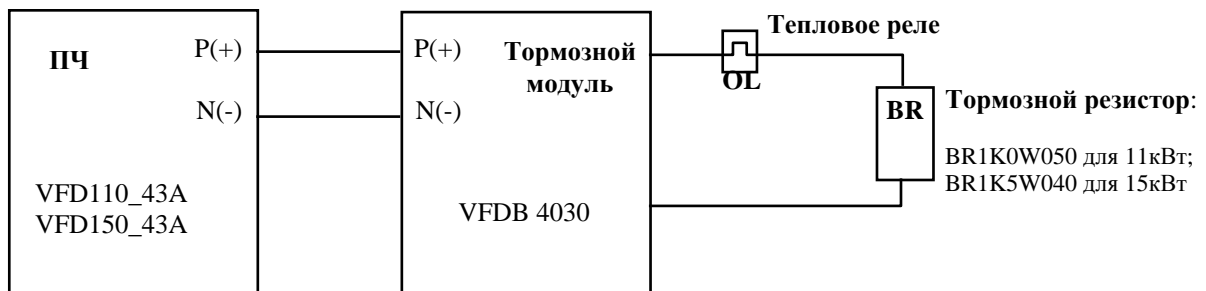 ПЧ
P(+)
N(-)
VFD110_43A
VFD150_43A
P(+)
N(-)
Тормозной
модуль
VFDB 4030
Тепловое реле
OL
BR
Тормозной резистор:
BR1K0W050 для 11кВт;
BR1K5W040 для 15кВт